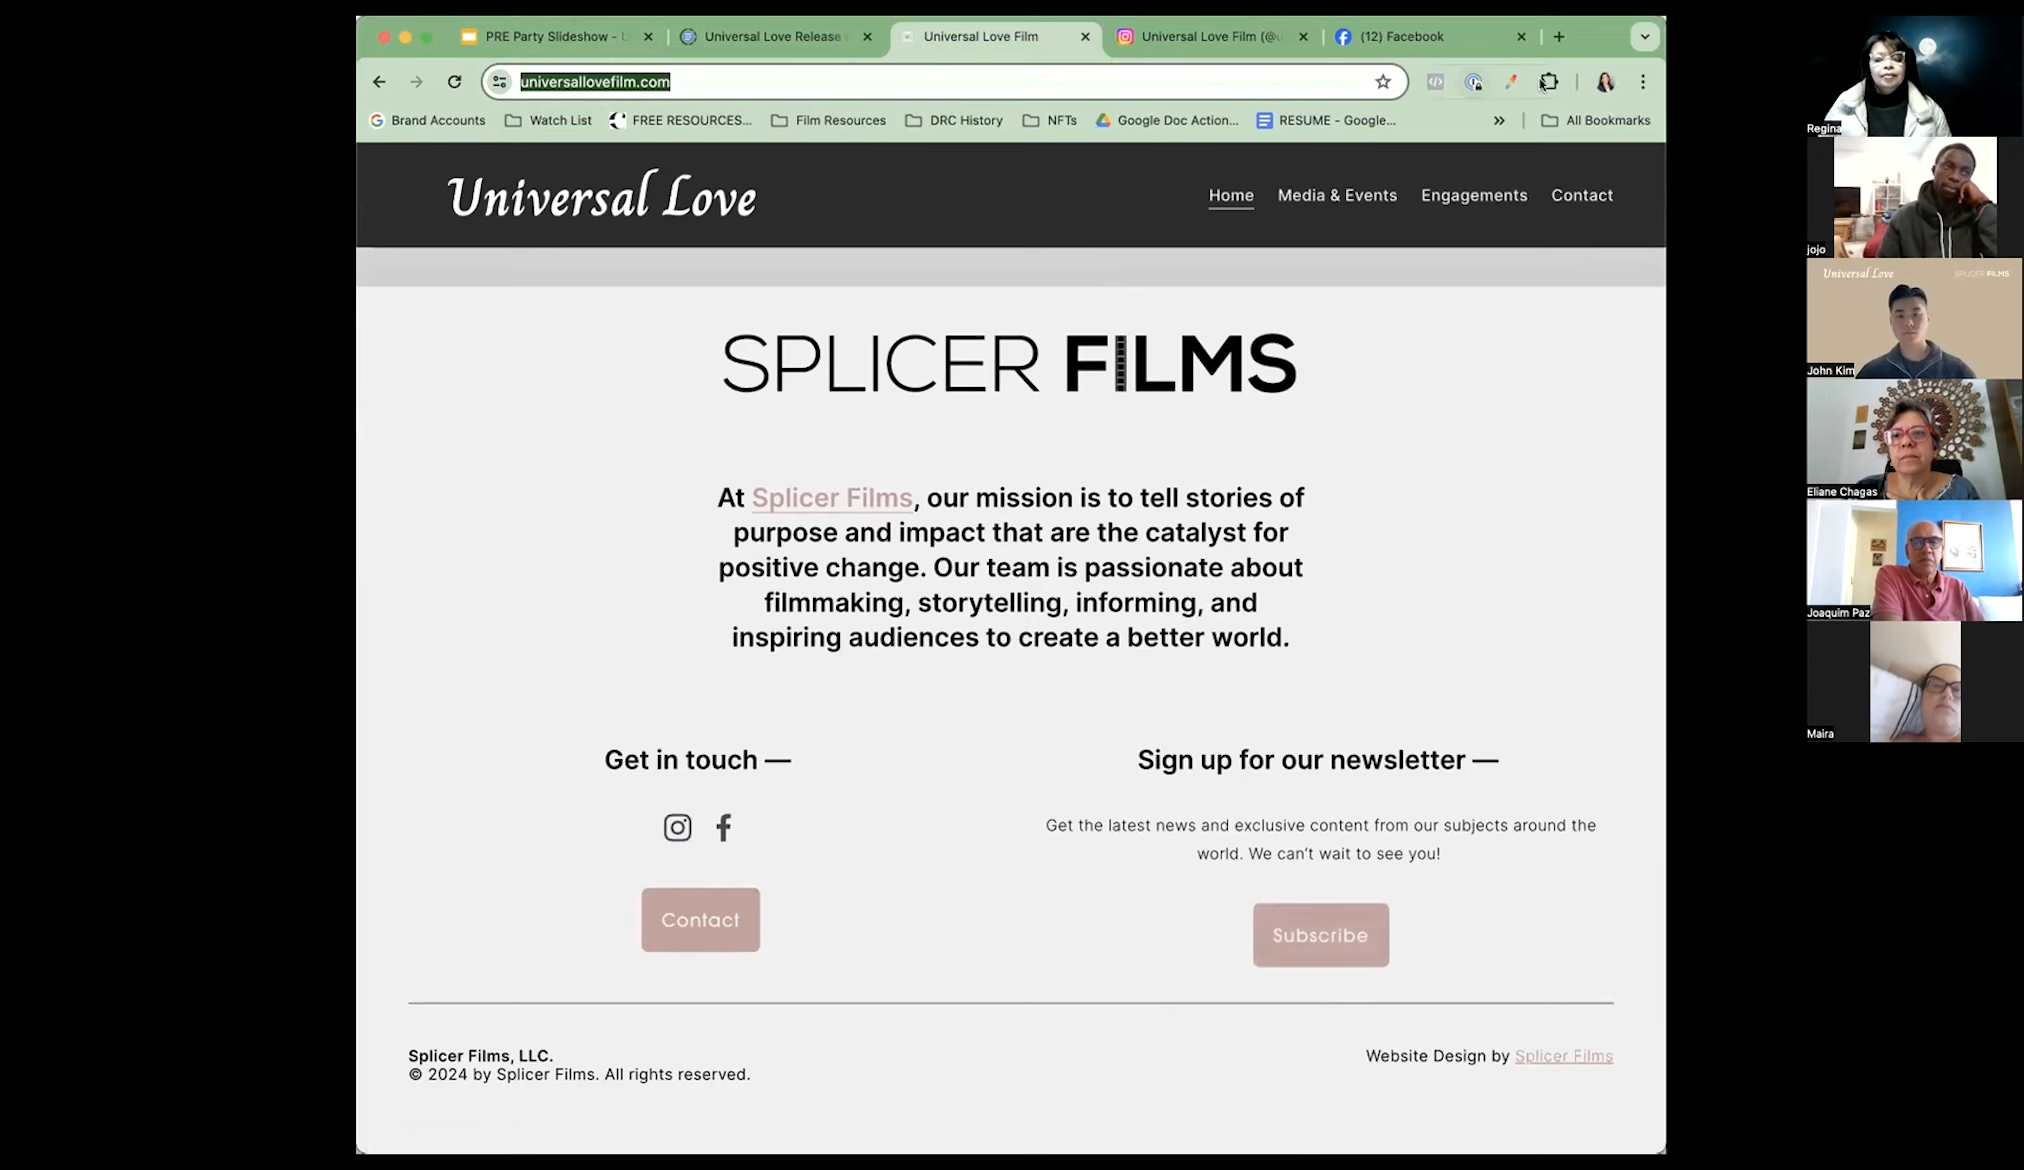 PRE Party Slideshow -
Universal Love Release
Universal Love Film
Universal Love Film (@u
(12) Facebook
universallovefilm.com
Brand Accounts
Watch List
FREE RESOURCES...
Film Resources
DRC History
NFTs
Google Doc Action...
RESUME - Google...
All Bookmarks
Universal Love
Home
Media & Events
Engagements
Contact
SPLICER FILMS
At Splicer Films, our mission is to tell stories of
purpose and impact that are the catalyst for
positive change. Our team is passionate about
filmmaking, storytelling, informing, and
inspiring audiences to create a better world.
Get in touch —
Contact
Sign up for our newsletter —
Get the latest news and exclusive content from our subjects around the
world. We can't wait to see you!
Subscribe
Splicer Films, LLC.
© 2024 by Splicer Films. All rights reserved.
Website Design by Splicer Films
Regina
jojo
Universal Love
SPLICER FILMS
John Kim
Eliane Chagas
Joaquim Paz
Maira